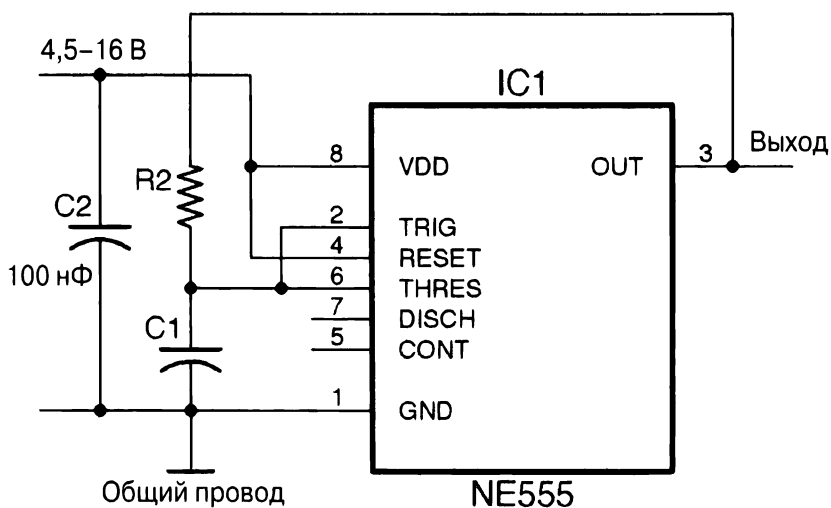 4,5–16 В
IC1
8 VDD OUT 3 Выход
R2
C2
2 TRIG
4 RESET
100 нФ
6 THRES
7 DISCH
C1
5 CONT
1 GND
Общий провод
NE555